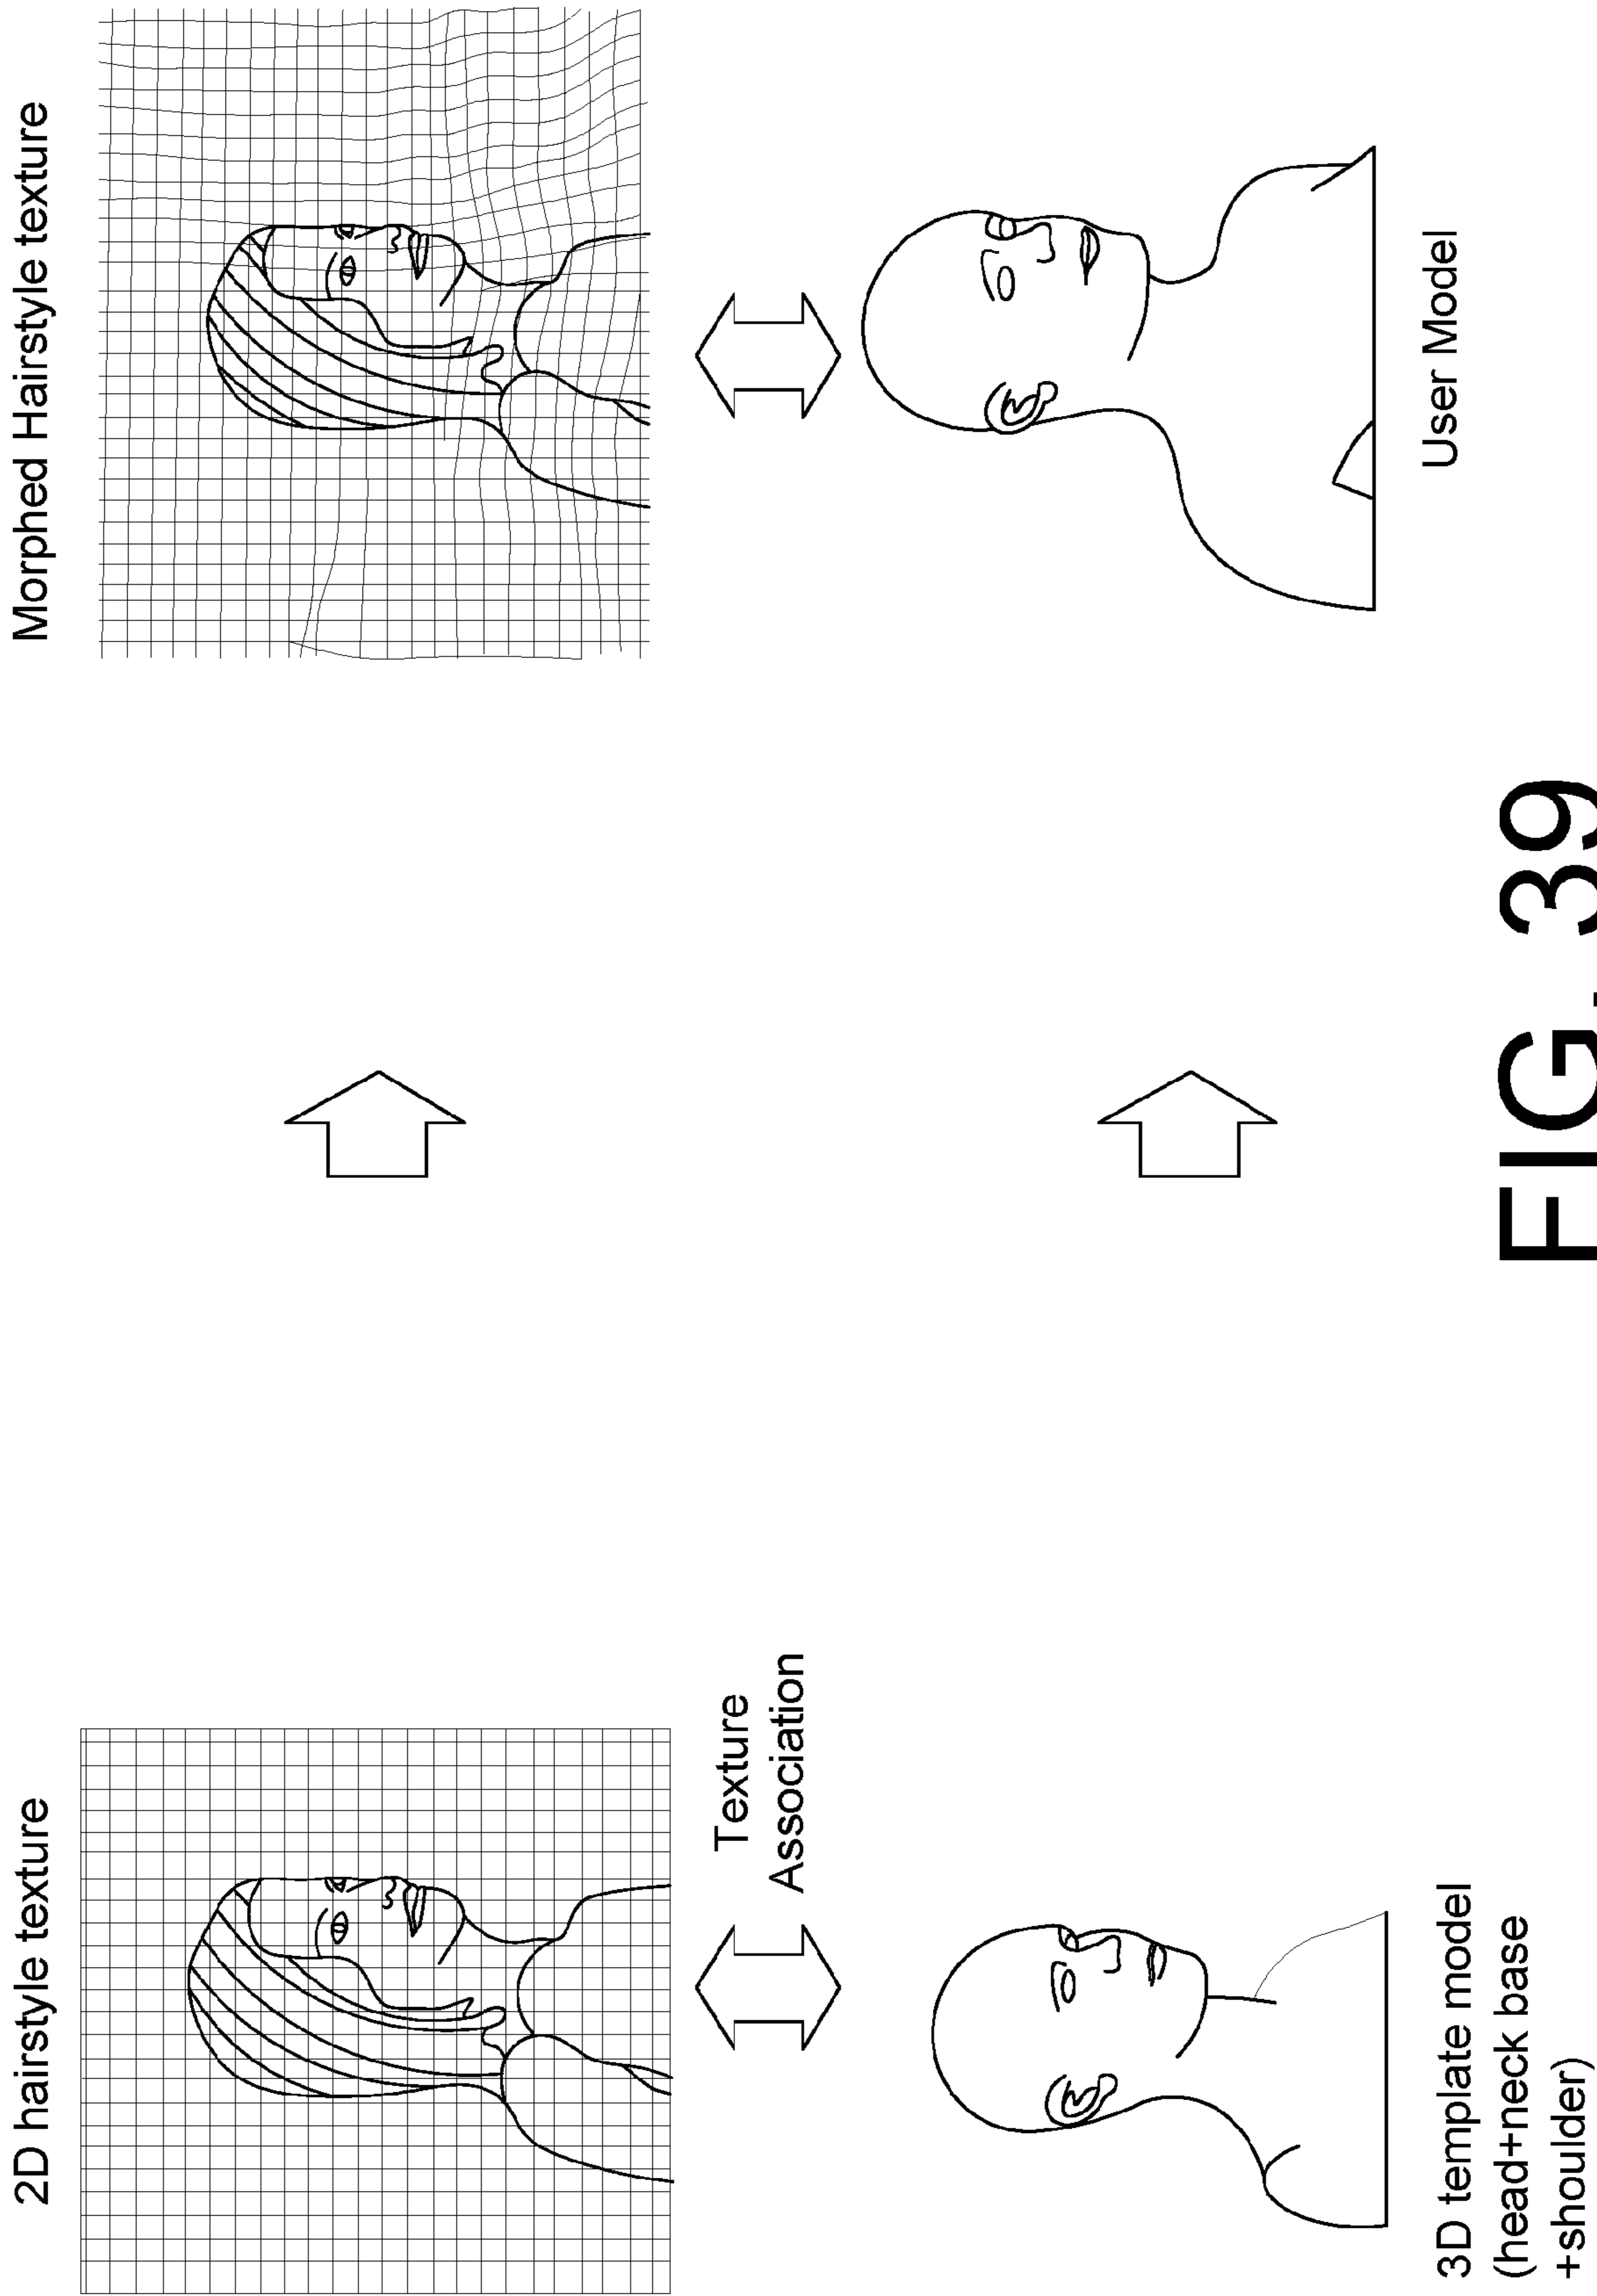 2D hairstyle texture
Morphed Hairstyle texture
Texture
Association
3D template model
(head+neck base
+shoulder)
User Model
FIG. 39